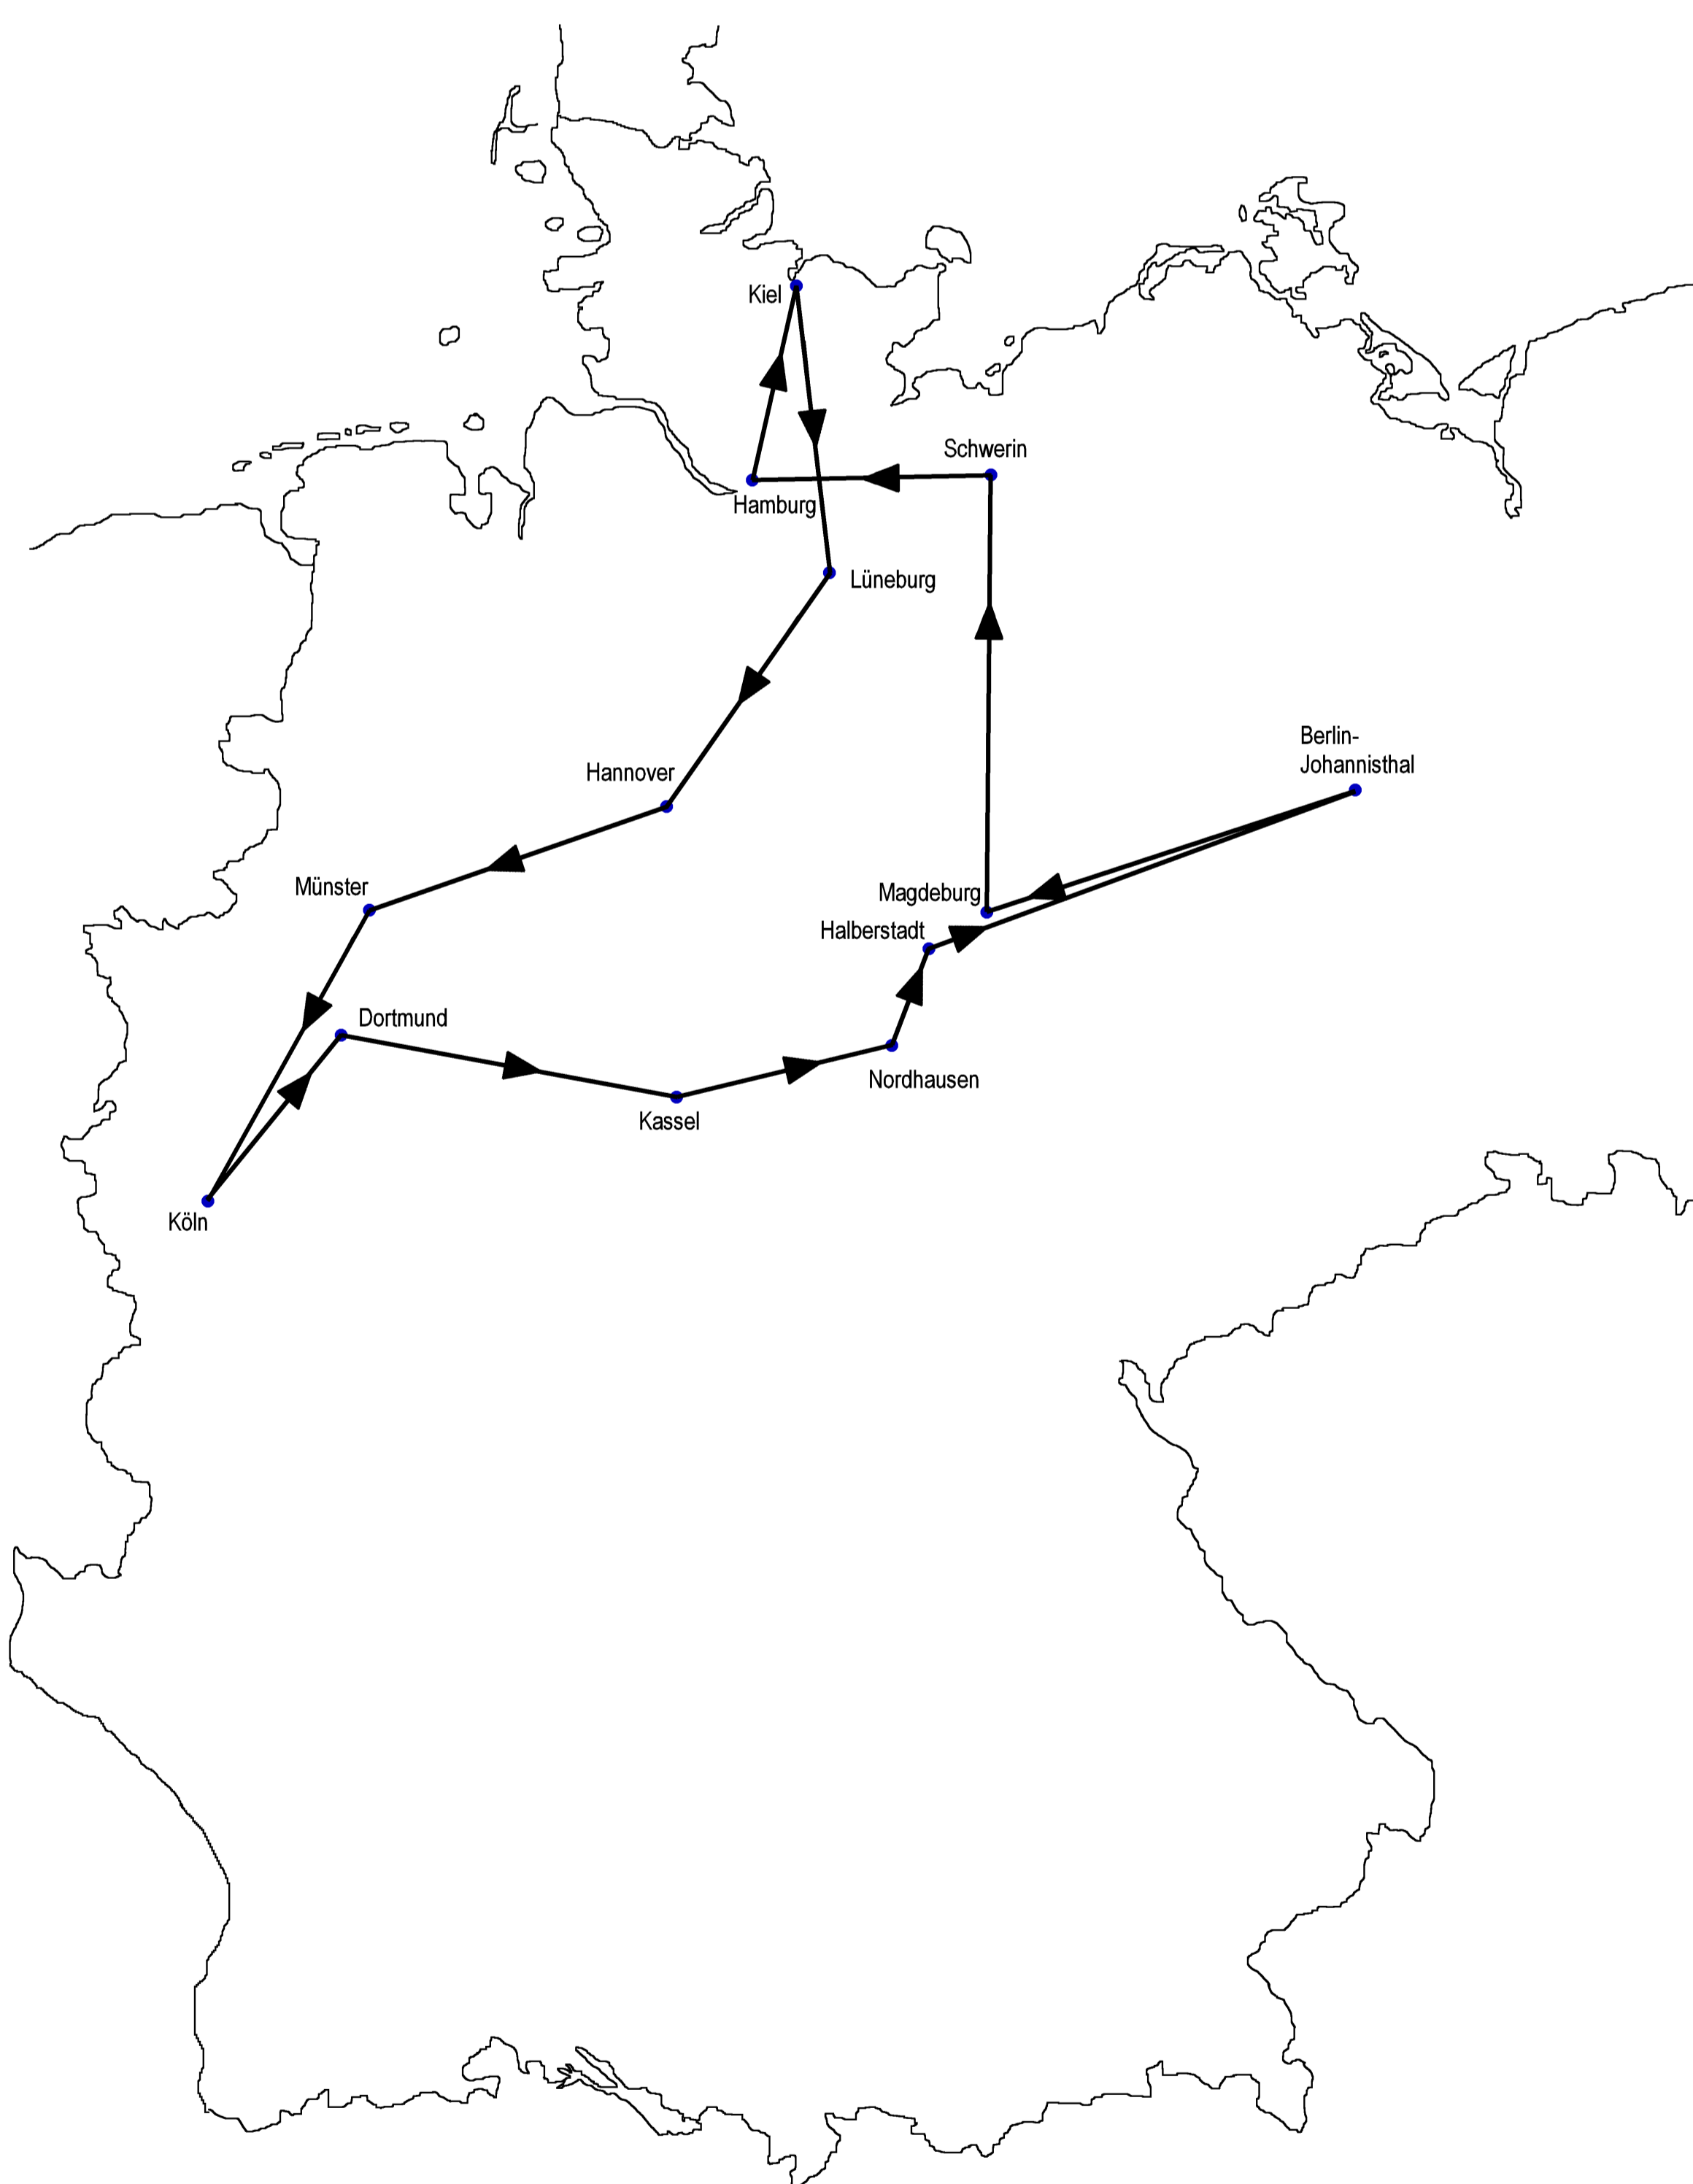 Kiel
Schwerin
Hamburg
Lüneburg
Berlin-
Johannisthal
Hannover
Münster
Magdeburg
Halberstadt
Dortmund
Nordhausen
Kassel
Köln